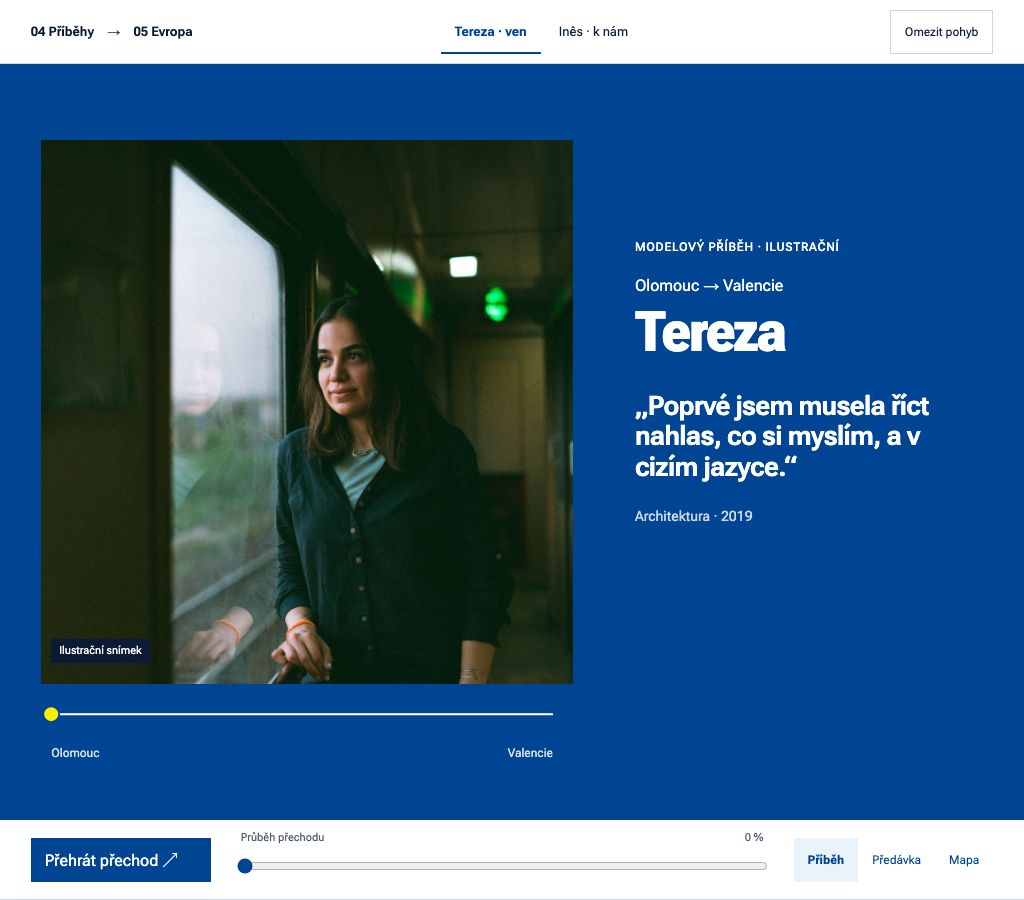 04 Příběhy → 05 Evropa
Tereza · ven
Inês · k nám
Omezit pohyb
MODELOVÝ PŘÍBĚH · ILUSTRAČNÍ
Olomouc → Valencie
Tereza
„Poprvé jsem musela říct
nahlas, co si myslím, a v
cizím jazyce.“
Architektura · 2019
Ilustrační snímek
Olomouc
Valencie
Přehrát přechod ↗
Průběh přechodu
0 %
Příběh
Předávka
Mapa